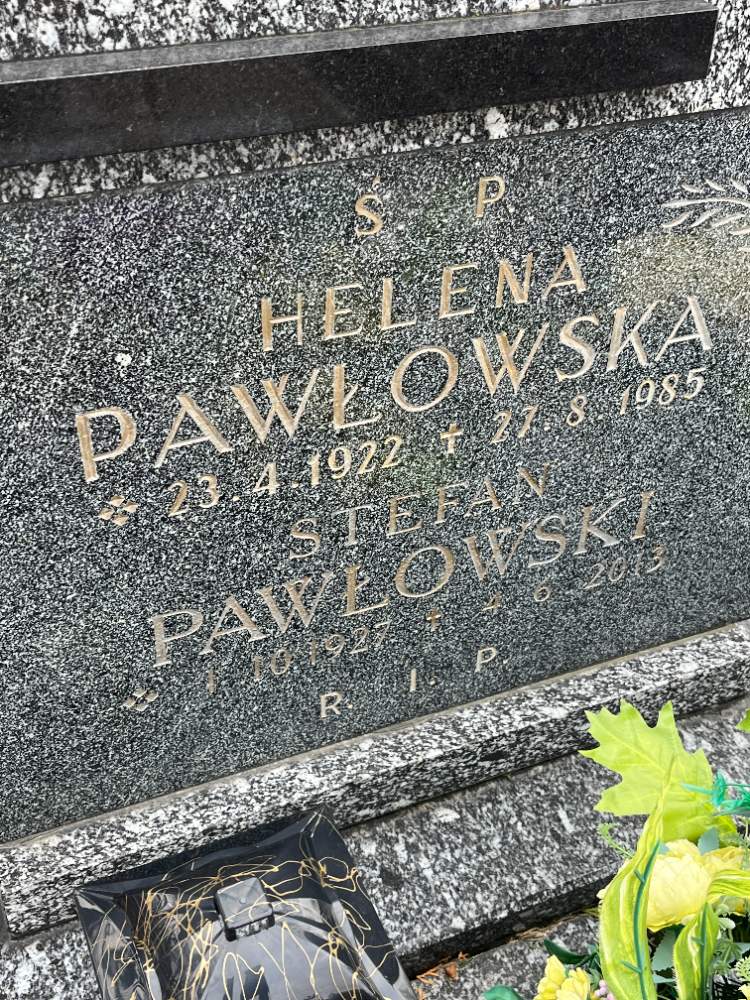 Ś P
HELENA
PAWŁOWSKA
23.4.1922 ✝ 27.8.1985
STEFAN
PAWŁOWSKI
1 10 1927 ✝ 4 6 2013
R. I. P.